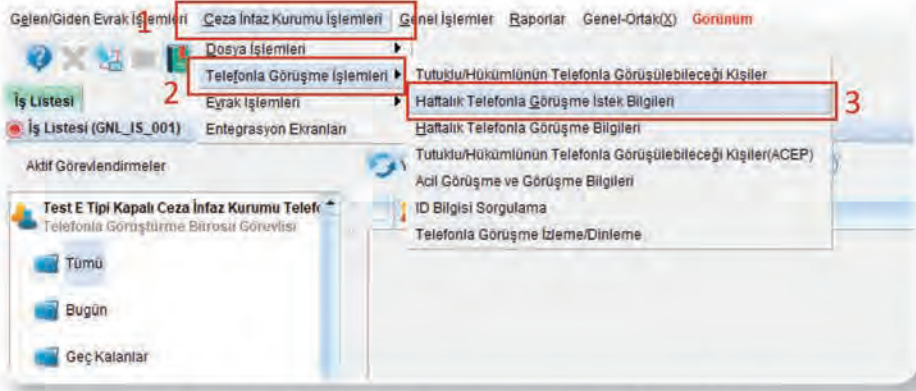 Gelen/Giden Evrak İşlemleri Ceza İnfaz Kurumu İşlemleri Genel İşlemler Raporlar Genel-Ortak(X) Görünüm
1
Dosya İşlemleri
Telefonla Görüşme İşlemleri
2
Evrak İşlemleri
Entegrasyon Ekranları
Tutuklu/Hükümlünün Telefonla Görüşülebileceği Kişiler
Haftalık Telefonla Görüşme İstek Bilgileri
3
Haftalık Telefonla Görüşme Bilgileri
Tutuklu/Hükümlünün Telefonla Görüşülebileceği Kişiler(ACEP)
Acil Görüşme ve Görüşme Bilgileri
ID Bilgisi Sorgulama
Telefonla Görüşme İzleme/Dinleme
İş Listesi
İş Listesi (GNL_IS_001)
Aktif Görevlendirmeler
Test E Tipi Kapalı Ceza İnfaz Kurumu
Telefonla Görüştürme Bürosu Görevlisi
Tümü
Bugün
Geç Kalanlar